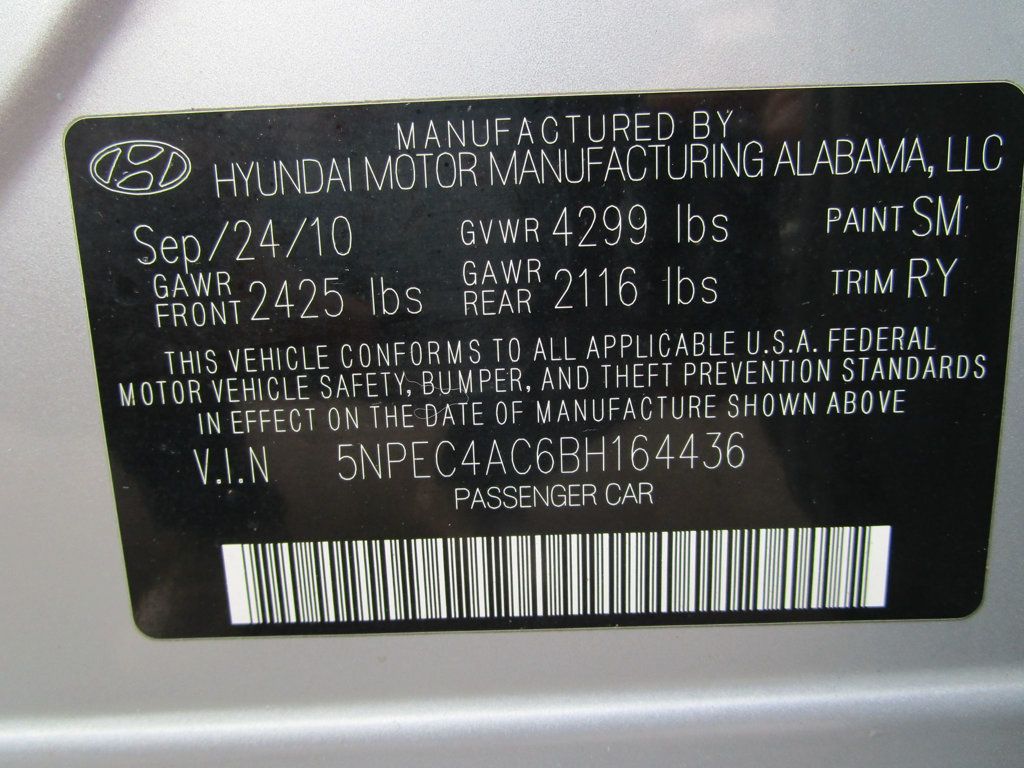 MANUFACTURED BY
HYUNDAI MOTOR MANUFACTURING ALABAMA, LLC
Sep/24/10 GVWR 4299 lbs PAINT SM
GAWR FRONT 2425 lbs GAWR REAR 2116 lbs TRIM RY
THIS VEHICLE CONFORMS TO ALL APPLICABLE U.S.A. FEDERAL
MOTOR VEHICLE SAFETY, BUMPER, AND THEFT PREVENTION STANDARDS
IN EFFECT ON THE DATE OF MANUFACTURE SHOWN ABOVE
V.I.N 5NPEC4AC6BH164436
PASSENGER CAR